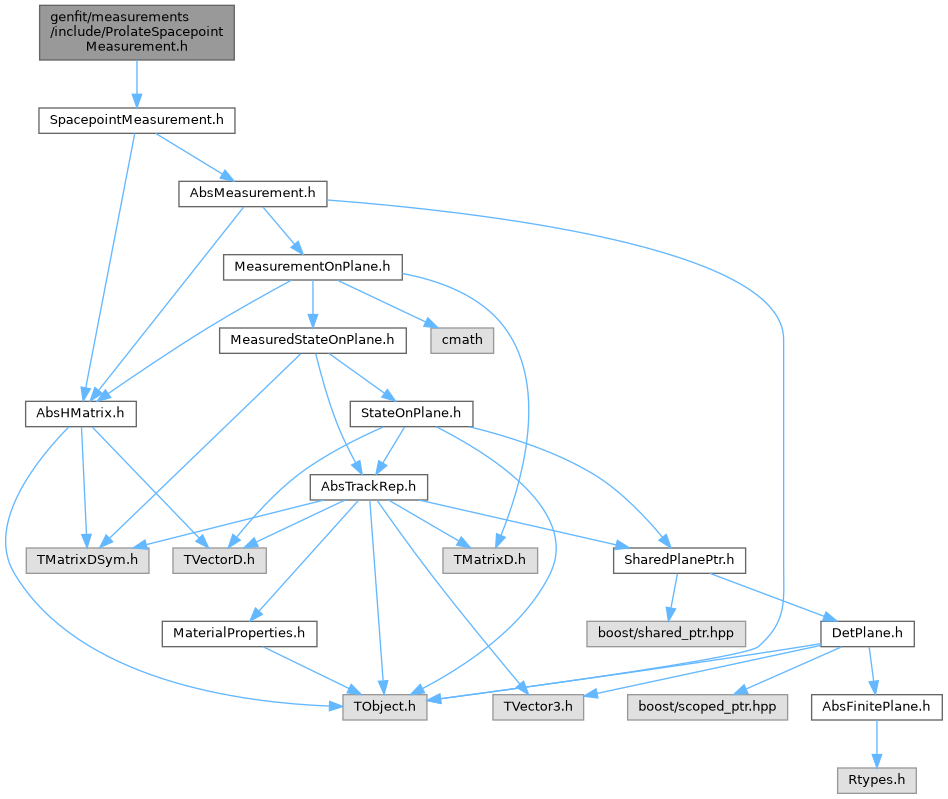 genfit/measurements
/include/ProlateSpacepoint
Measurement.h
SpacepointMeasurement.h
AbsMeasurement.h
MeasurementOnPlane.h
MeasuredStateOnPlane.h
cmath
AbsHMatrix.h
StateOnPlane.h
AbsTrackRep.h
TMatrixDSym.h
TVectorD.h
TMatrixD.h
SharedPlanePtr.h
MaterialProperties.h
boost/shared_ptr.hpp
DetPlane.h
TObject.h
TVector3.h
boost/scoped_ptr.hpp
AbsFinitePlane.h
Rtypes.h